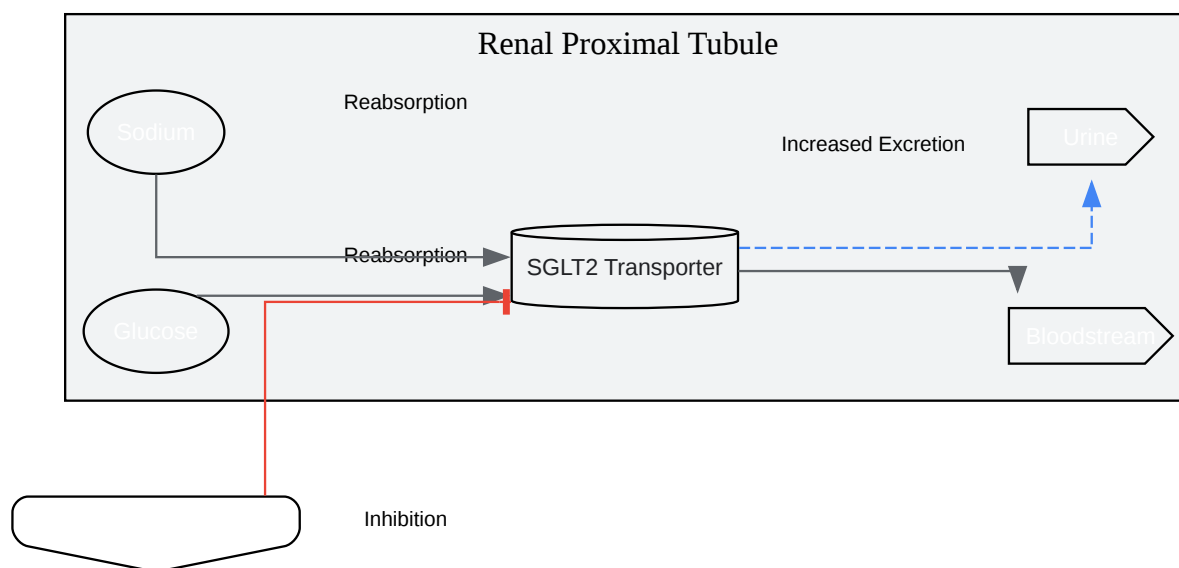 Renal Proximal Tubule
Reabsorption
Sodium
Increased Excretion
Urine
Reabsorption
SGLT2 Transporter
Glucose
Bloodstream
Inhibition